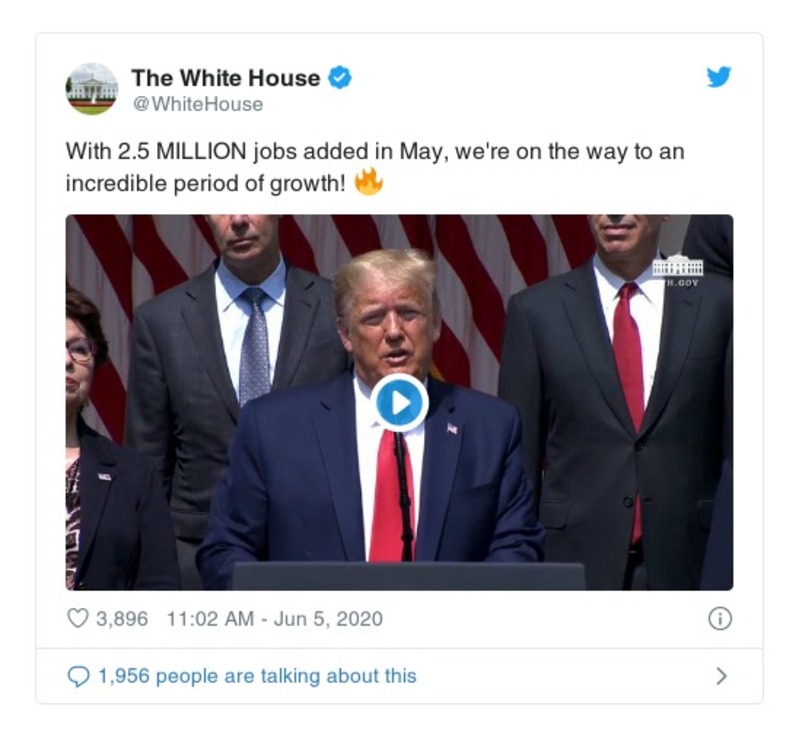 The White House
@WhiteHouse
With 2.5 MILLION jobs added in May, we're on the way to an
incredible period of growth! 🔥
H.GOV
3,896 11:02 AM - Jun 5, 2020
1,956 people are talking about this